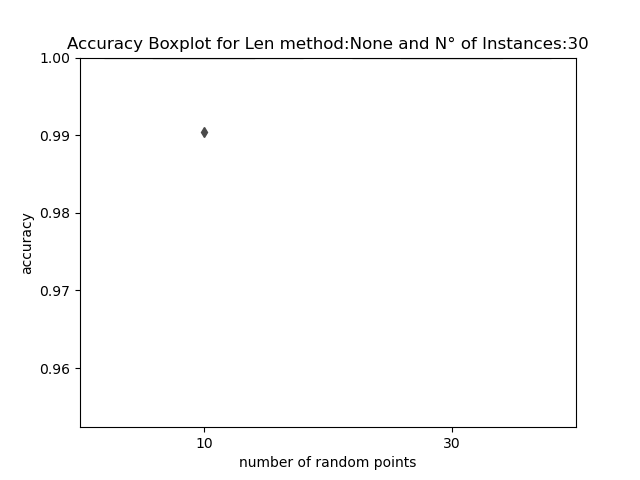 Accuracy Boxplot for Len method:None and N° of Instances:30
1.00
0.99
0.98
0.97
0.96
accuracy
10 30
number of random points